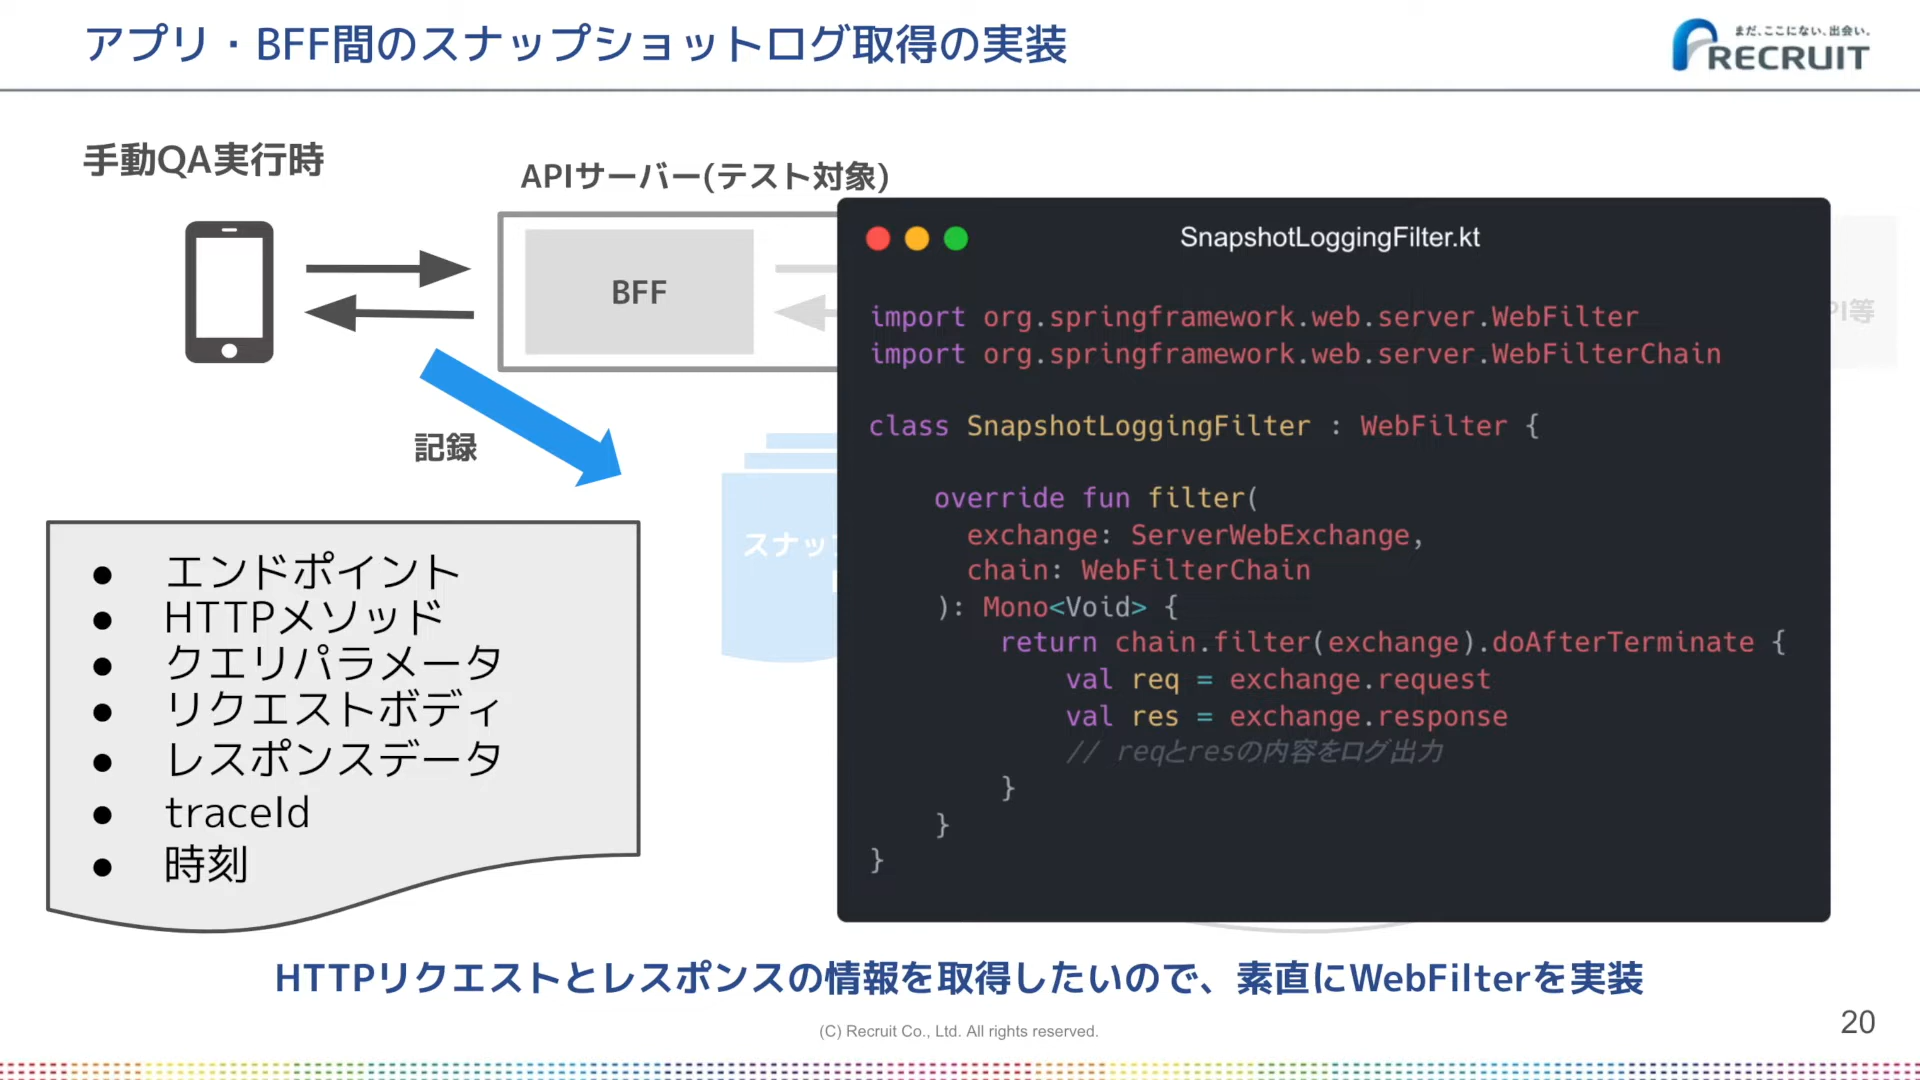 アプリ・BFF間のスナップショットログ取得の実装
まだ、ここにない、出会い。
RECRUIT
手動QA実行時
APIサーバー(テスト対象)
BFF
PI等
記録
スナッ
エンドポイント
HTTPメソッド
クエリパラメータ
リクエストボディ
レスポンスデータ
traceId
時刻
SnapshotLoggingFilter.kt
import org.springframework.web.server.WebFilter
import org.springframework.web.server.WebFilterChain
class SnapshotLoggingFilter : WebFilter {
override fun filter(
exchange: ServerWebExchange,
chain: WebFilterChain
): Mono<Void> {
return chain.filter(exchange).doAfterTerminate {
val req = exchange.request
val res = exchange.response
// reqとresの内容をログ出力
}
}
}
HTTPリクエストとレスポンスの情報を取得したいので、素直にWebFilterを実装
(C) Recruit Co., Ltd. All rights reserved.
20